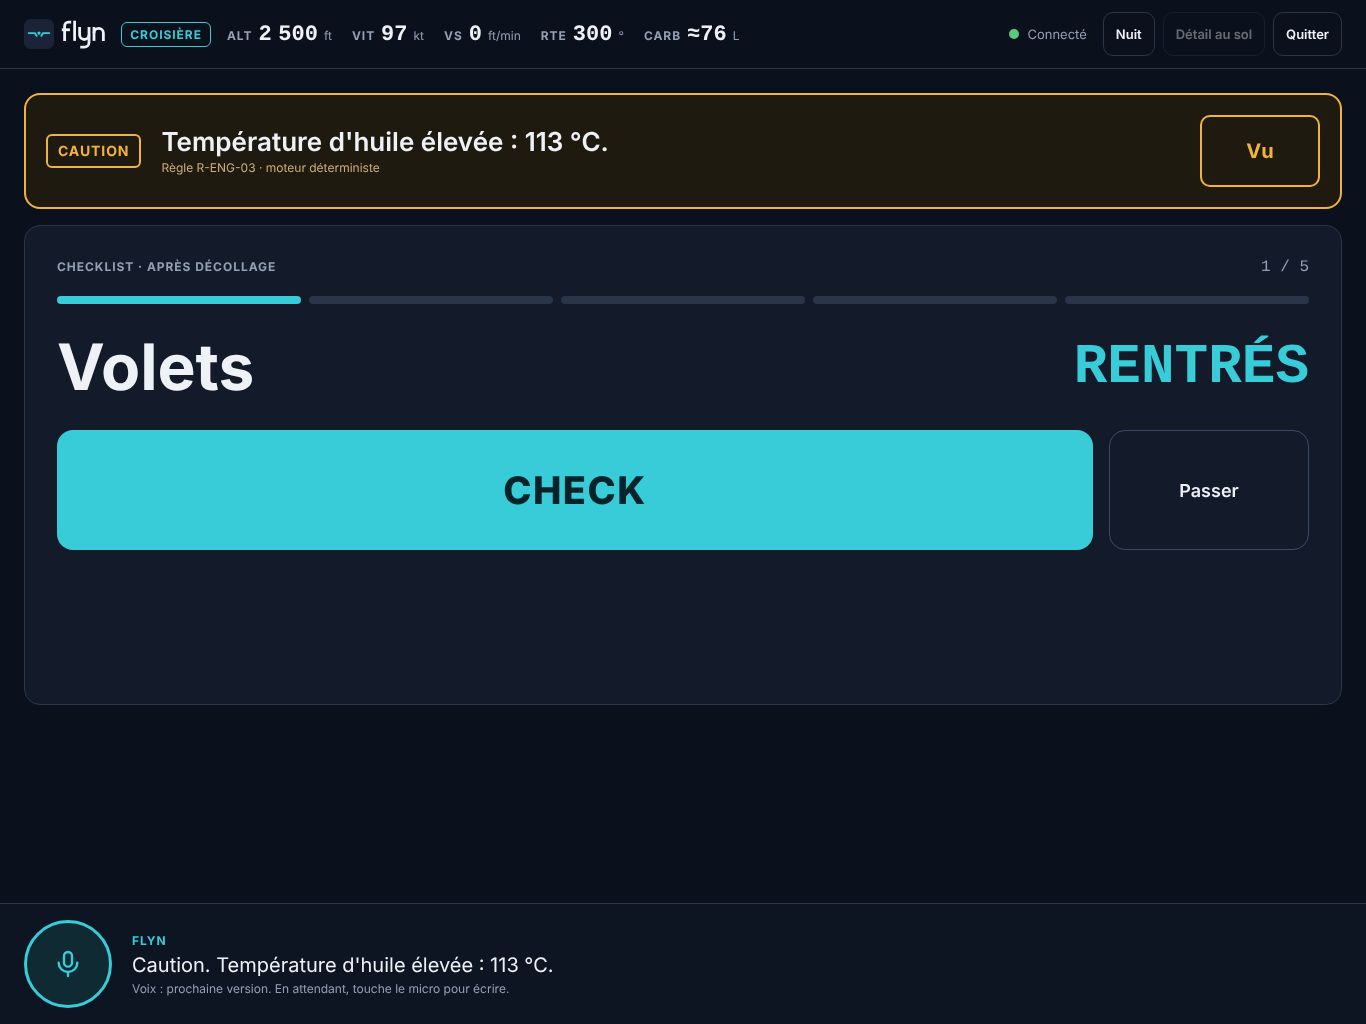 flyn CROISIÈRE ALT 2 500 ft VIT 97 kt VS 0 ft/min RTE 300 ° CARB ≈76 L Connecté Nuit Détail au sol Quitter
CAUTION Température d'huile élevée : 113 °C. Vu
Règle R-ENG-03 · moteur déterministe
CHECKLIST · APRÈS DÉCOLLAGE 1 / 5
Volets RENTRÉS
CHECK Passer
FLYN
Caution. Température d'huile élevée : 113 °C.
Voix : prochaine version. En attendant, touche le micro pour écrire.